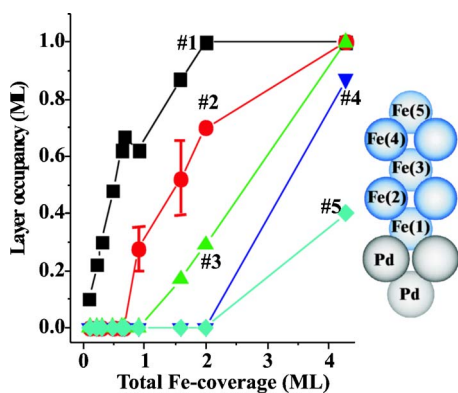 1.0
0.8
0.6
0.4
0.2
0.0
Layer occupancy (ML)
#1
#2
#3
#4
#5
0
1
2
3
4
Total Fe-coverage (ML)
Fe(5)
Fe(4)
Fe(3)
Fe(2)
Fe(1)
Pd
Pd